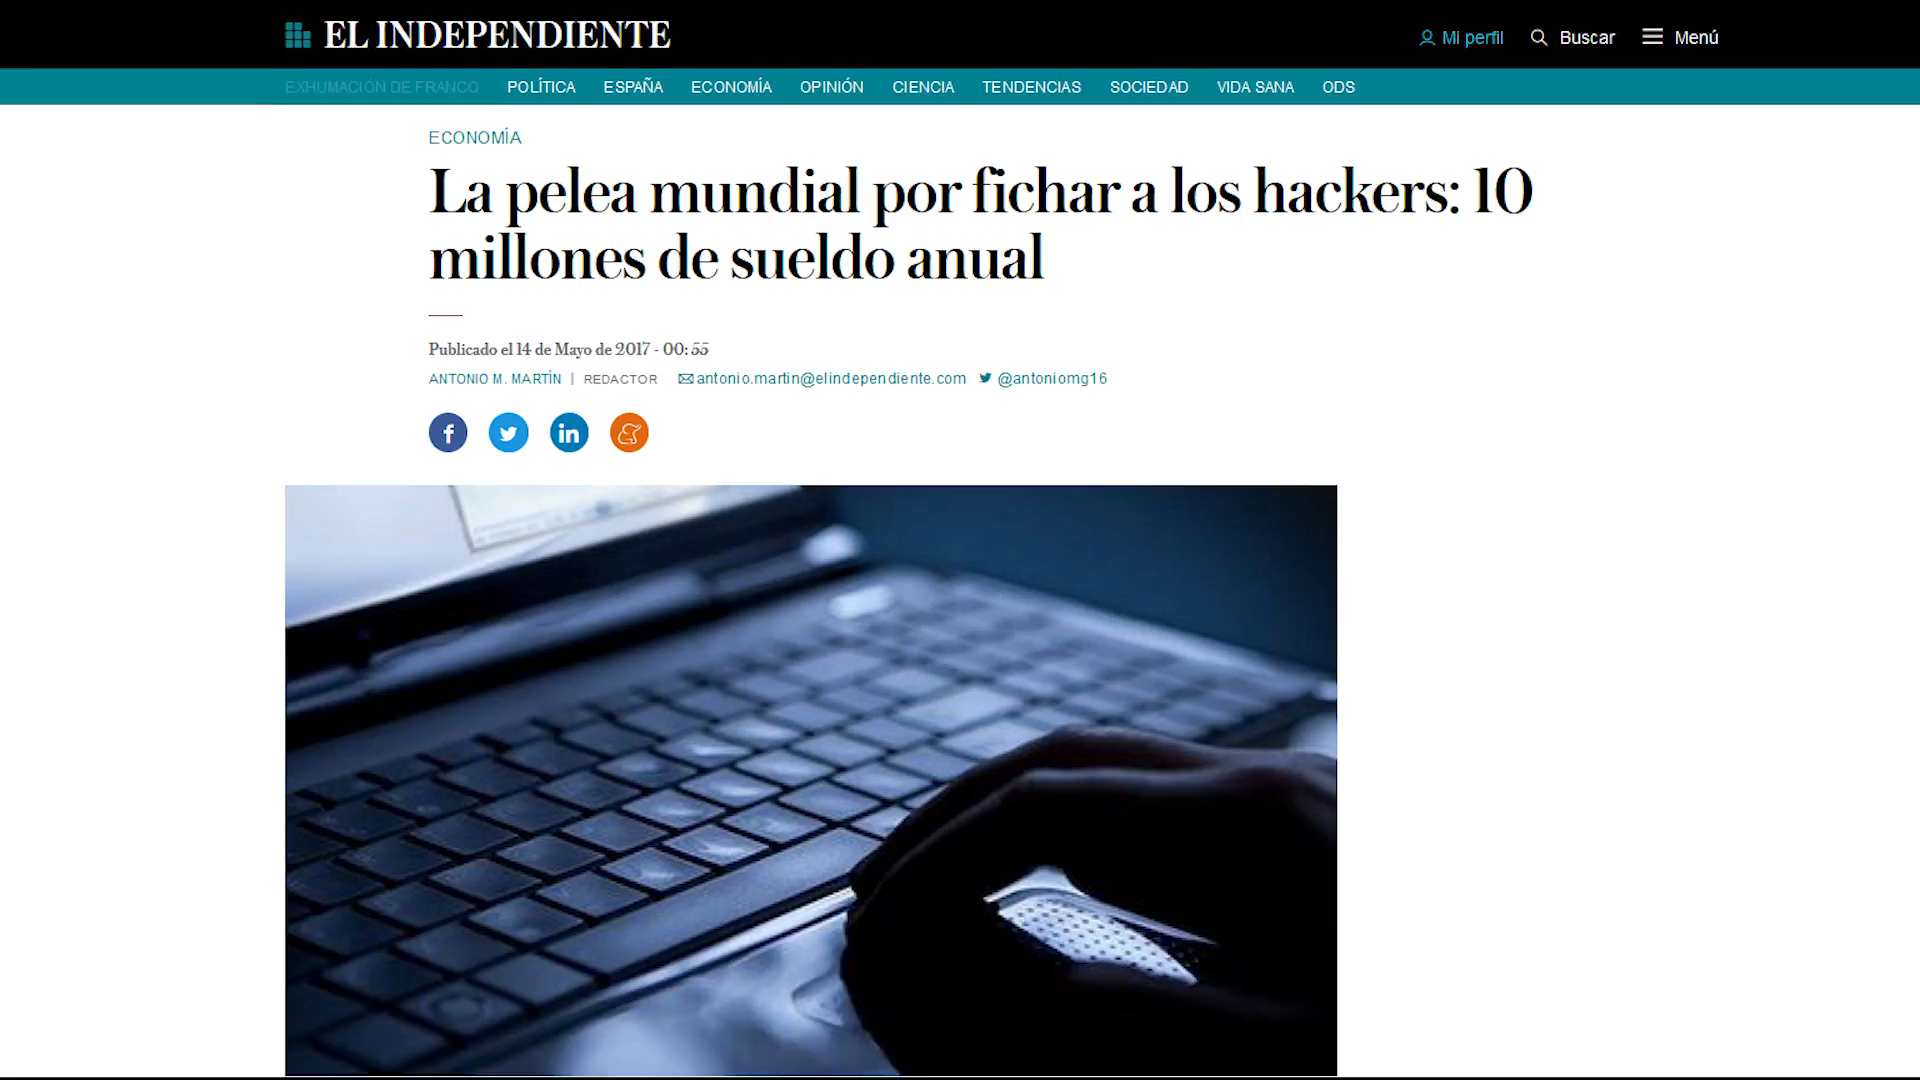 EL INDEPENDIENTE
Mi perfil
Buscar
Menú
EXHUMACIÓN DE FRANCO POLÍTICA ESPAÑA ECONOMÍA OPINIÓN CIENCIA TENDENCIAS SOCIEDAD VIDA SANA ODS
ECONOMÍA
La pelea mundial por fichar a los hackers: 10
millones de sueldo anual
Publicado el 14 de Mayo de 2017 - 00:55
ANTONIO M. MARTÍN | REDACTOR antonio.martin@elindependiente.com @antoniomg16